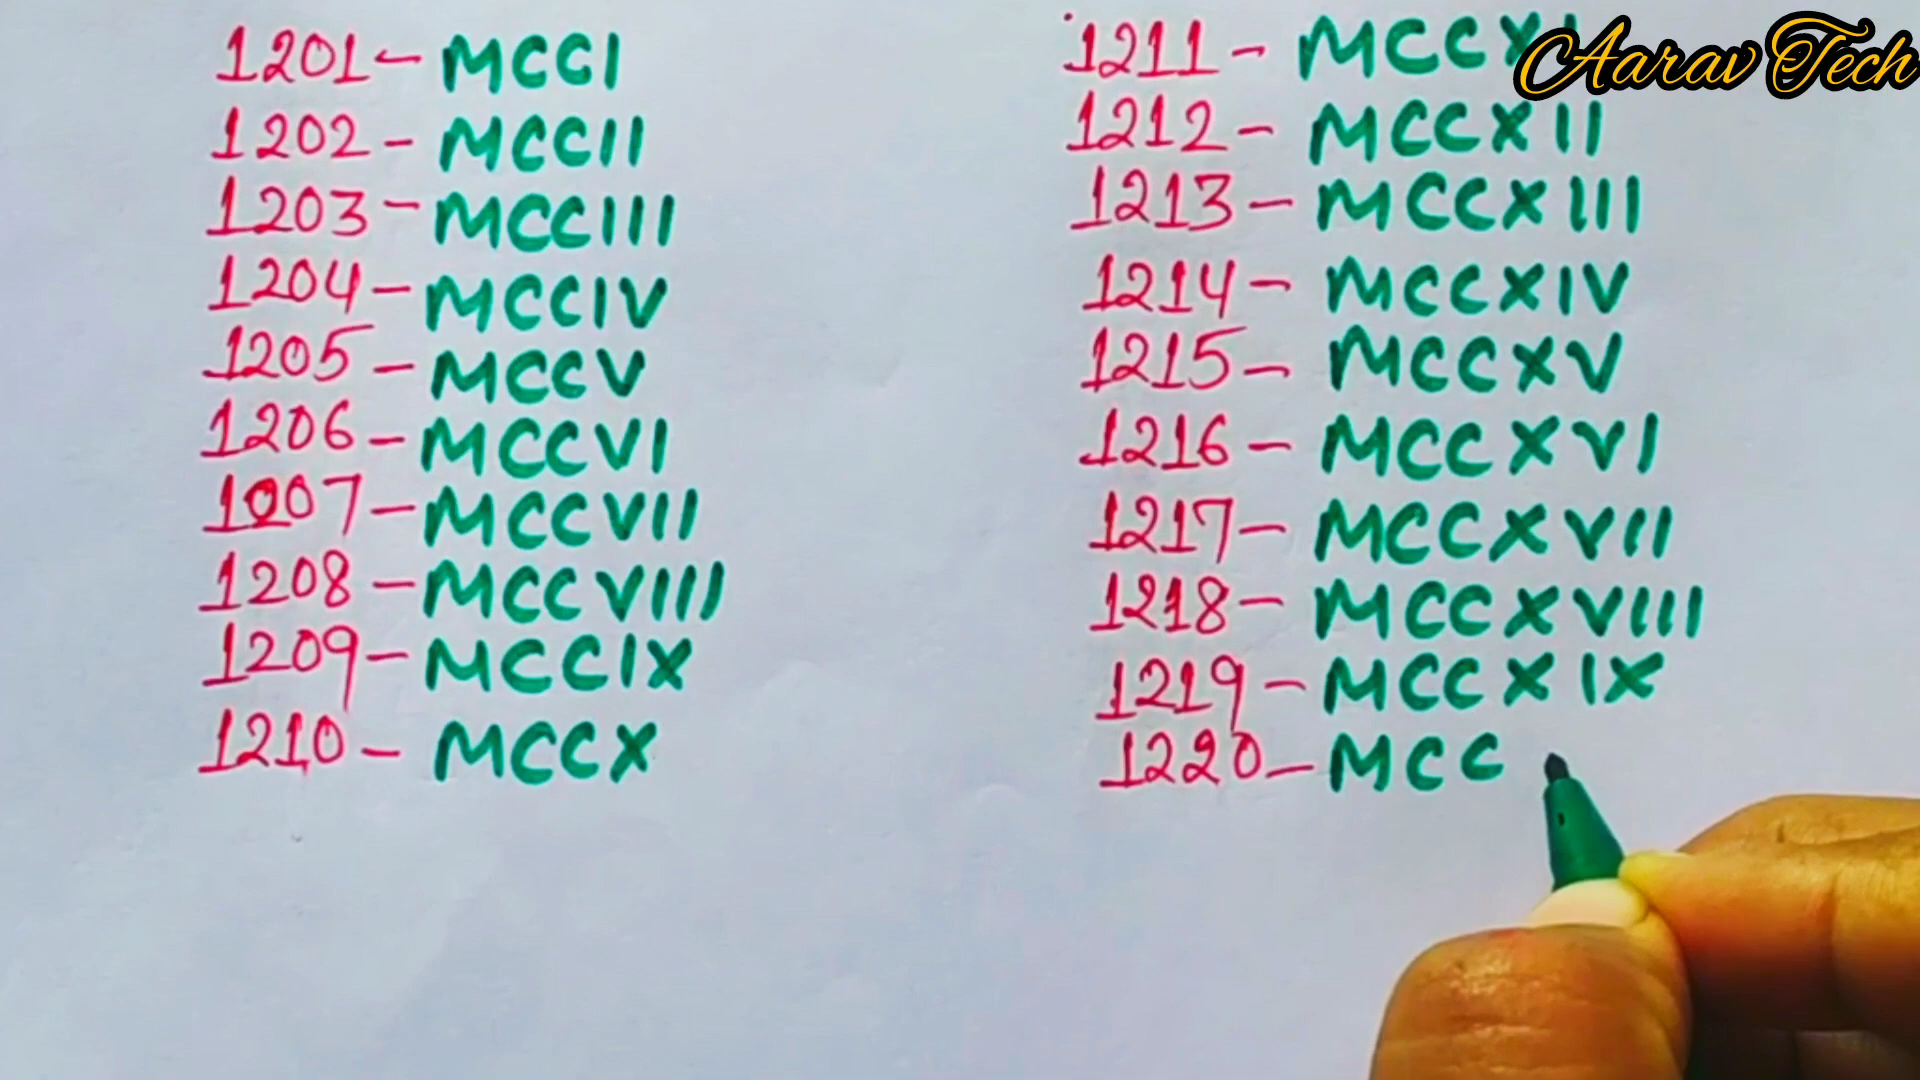 1201 - MCCI
1202 - MCCII
1203 - MCCIII
1204 - MCCIV
1205 - MCCV
1206 - MCCVI
1007 - MCCVII
1208 - MCCVIII
1209 - MCCIX
1210 - MCCX
Aarav Tech
1211 - MCCXI
1212 - MCCXII
1213 - MCCXIII
1214 - MCCXIV
1215 - MCCXV
1216 - MCCXVI
1217 - MCCXVII
1218 - MCCXVIII
1219 - MCCXIX
1220 - MCC